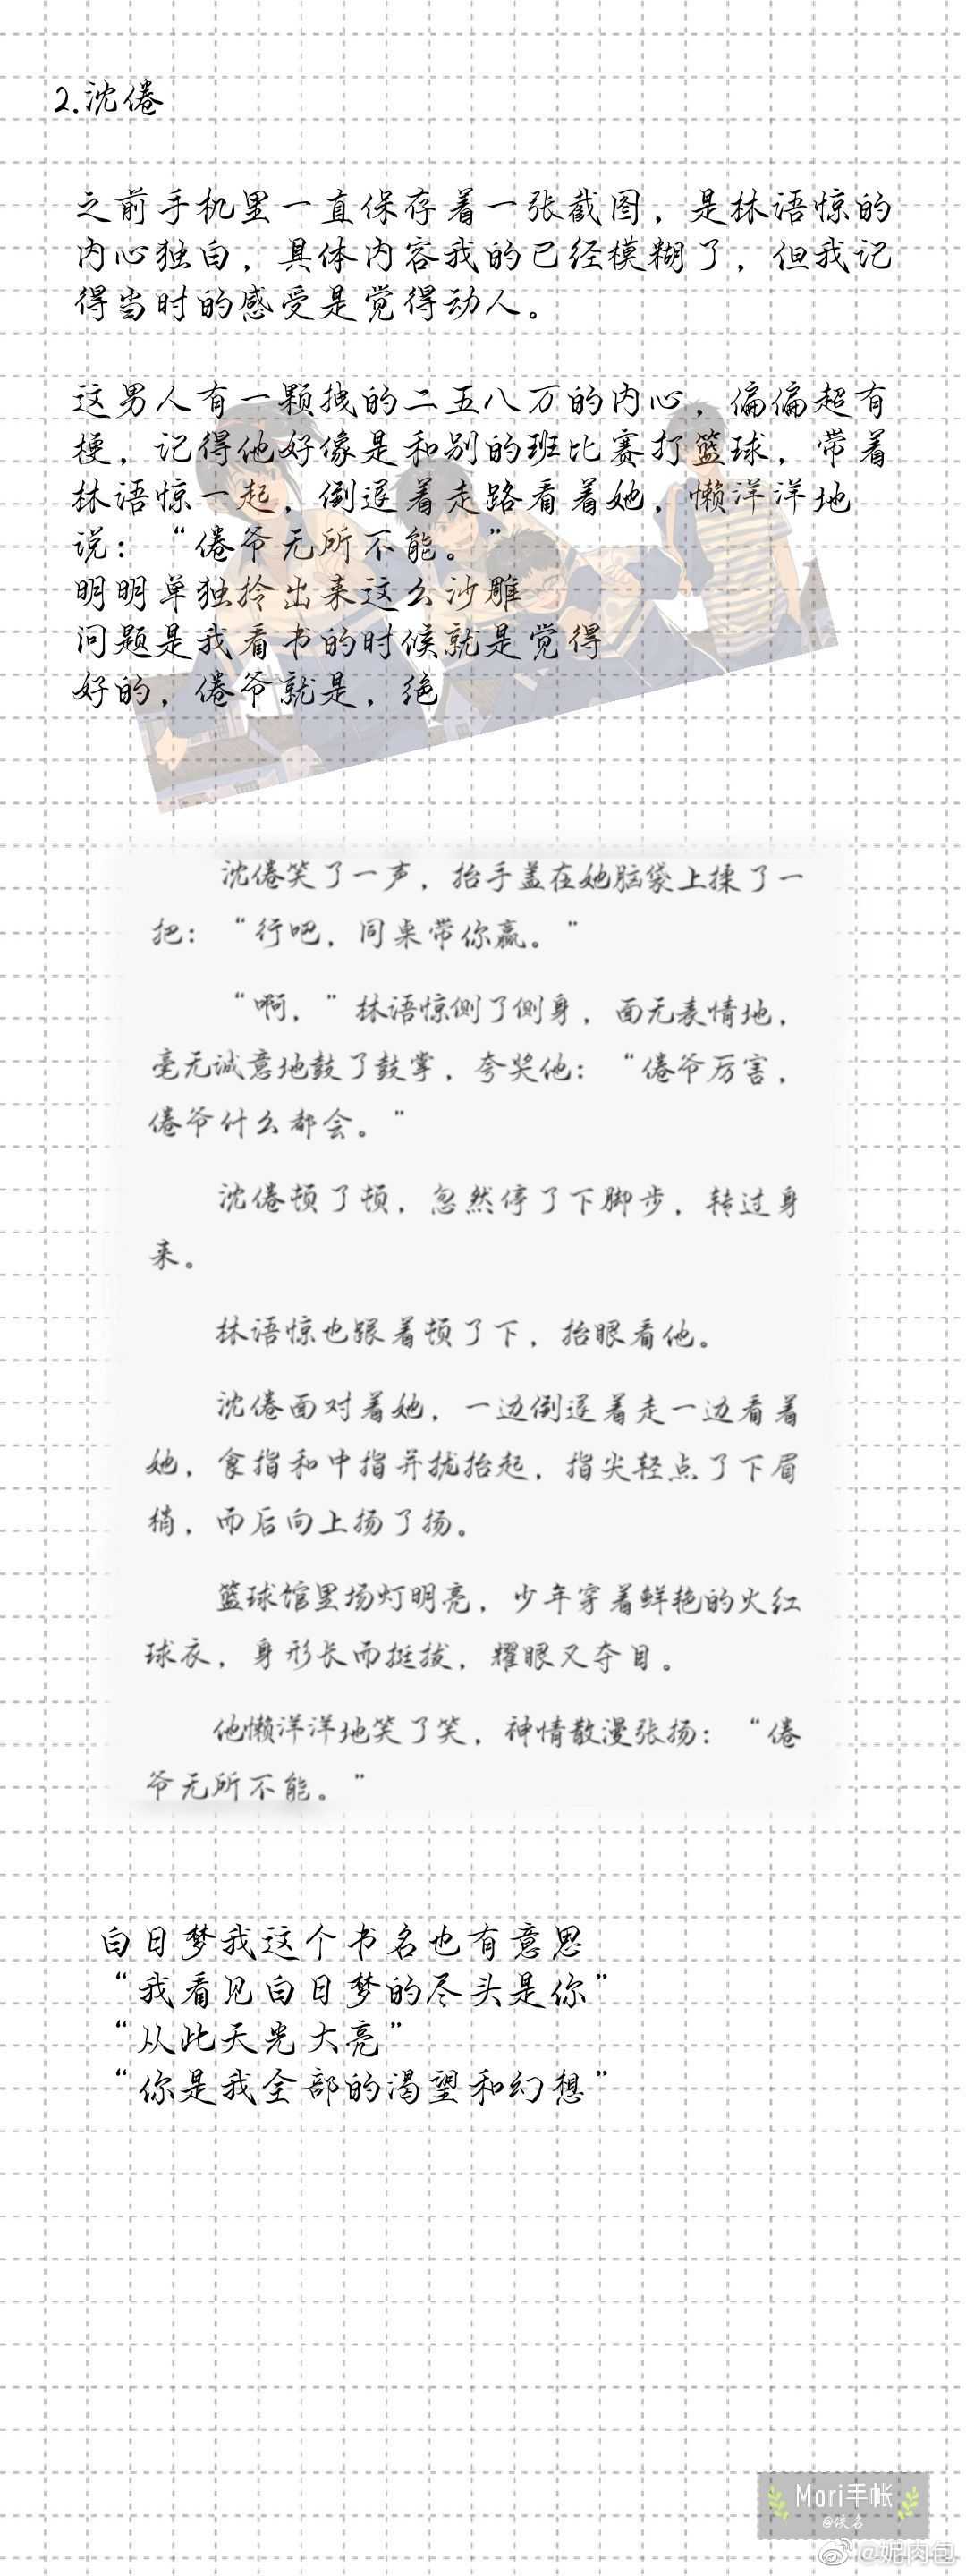 2.沈倦
之前手机里一直保存着一张截图，是林语惊的
内心独白，具体内容我的已经模糊了，但我记
得当时的感受是觉得动人。
这男人有一颗拽的二五八万的内心，偏偏超有
梗，记得他好像是和别的班比赛打篮球，带着
林语惊一起，倒退着走路看着她，懒洋洋地
说：“倦爷无所不能。”
明明单独拎出来这么沙雕
问题是我看书的时候就是觉得
好的，倦爷就是，绝
沈倦笑了一声，抬手盖在她脑袋上揉了一
把：“行吧，同桌带你赢。”
“啊，”林语惊侧了侧身，面无表情地，
毫无诚意地鼓了鼓掌，夸奖他：“倦爷厉害，
倦爷什么都会。”
沈倦顿了顿，忽然停了下脚步，转过身
来。
林语惊也跟着顿了下，抬眼看他。
沈倦面对着她，一边倒退着走一边看着
她，食指和中指并拢抬起，指尖轻点了下眉
梢，而后向上扬了扬。
篮球馆里场灯明亮，少年穿着鲜艳的火红
球衣，身形长而挺拔，耀眼又夺目。
他懒洋洋地笑了笑，神情散漫张扬：“倦
爷无所不能。”
白日梦我这个书名也有意思
“我看见白日梦的尽头是你”
“从此天光大亮”
“你是我全部的渴望和幻想”
Mori手帐
@佚名
@妮肉包